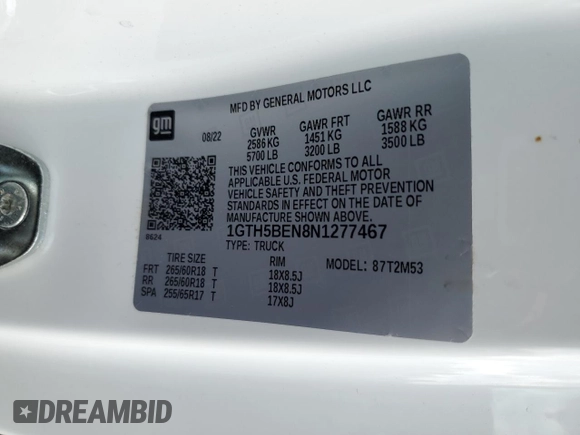 MFD BY GENERAL MOTORS LLC
gm
08/22
GVWR GAWR FRT GAWR RR
2586 KG 1451 KG 1588 KG
5700 LB 3200 LB 3500 LB
THIS VEHICLE CONFORMS TO ALL
APPLICABLE U.S. FEDERAL MOTOR
VEHICLE SAFETY AND THEFT PREVENTION
STANDARDS IN EFFECT ON THE DATE OF
MANUFACTURE SHOWN ABOVE.
8624
1GTH5BEN8N1277467
TYPE: TRUCK
TIRE SIZE RIM MODEL: 87T2M53
FRT 265/60R18 T 18X8.5J
RR 265/60R18 T 18X8.5J
SPA 255/65R17 T 17X8J
DREAMBID